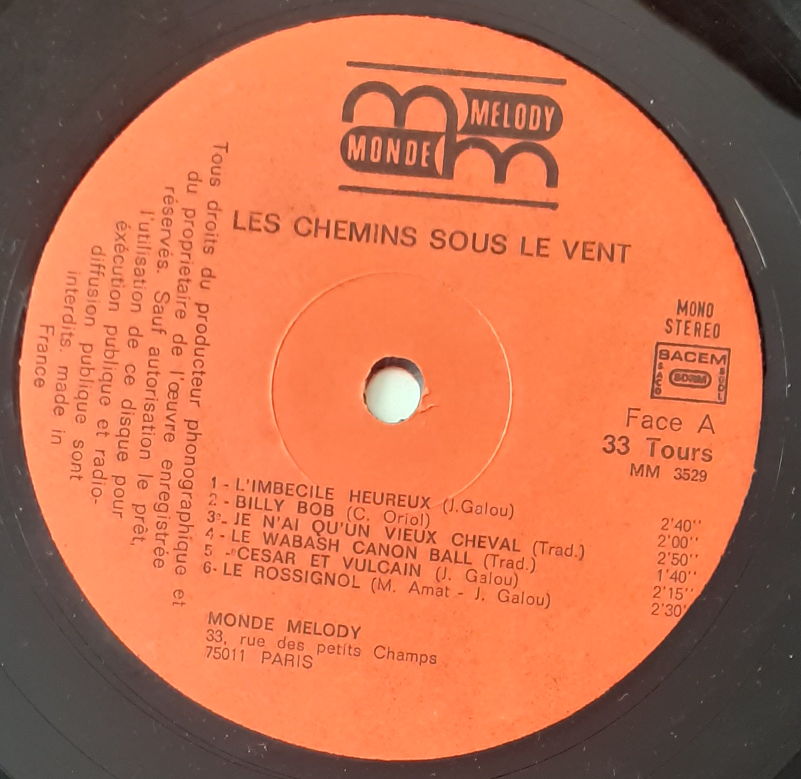 MELODY
MONDE
LES CHEMINS SOUS LE VENT
Tous droits du producteur phonographique et
du proprietaire de l'œuvre enregistrée
réservés. Sauf autorisation le prêt,
l'utilisation de ce disque pour
éxécution publique et radio-
diffusion publique sont
interdits. made in
France
MONO
STEREO
SACEM
SACD SDRM SGDL
Face A
33 Tours
MM 3529
1 - L'IMBECILE HEUREUX (J.Galou) 2'40''
2 - BILLY BOB (C. Oriol) 2'00''
3 - JE N'AI QU'UN VIEUX CHEVAL (Trad.) 2'50''
4 - LE WABASH CANON BALL (Trad.) 1'40''
5 - CESAR ET VULCAIN (J. Galou) 2'15''
6 - LE ROSSIGNOL (M. Amat - J. Galou) 2'30'
MONDE MELODY
33, rue des petits Champs
75011 PARIS